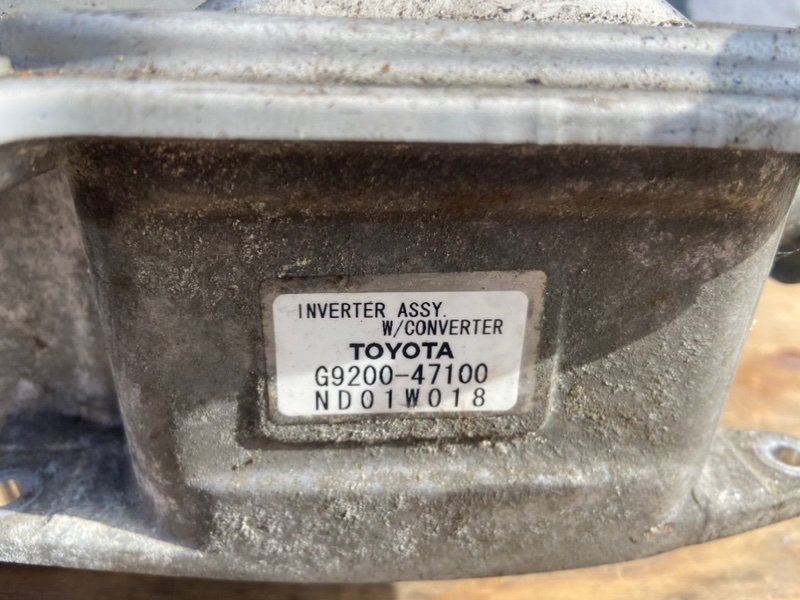 INVERTER ASSY.
W/CONVERTER
TOYOTA
G9200-47100
ND01W018